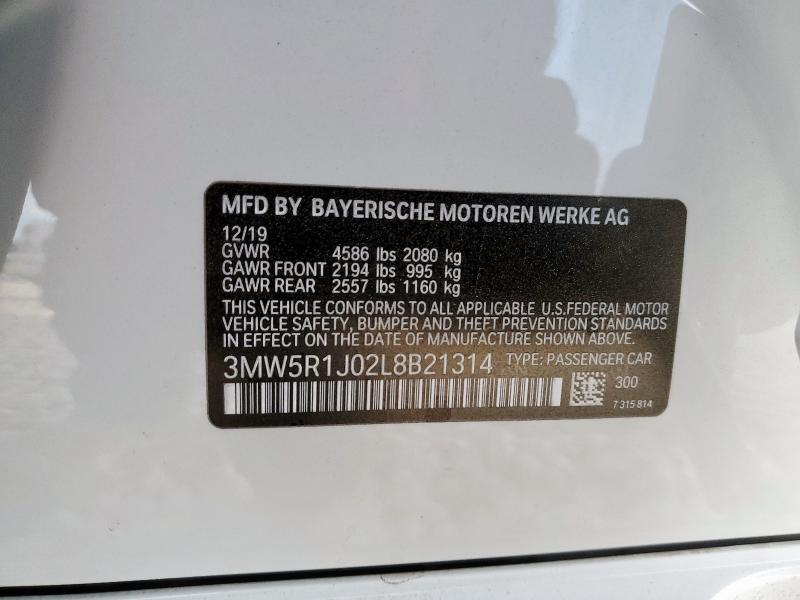 MFD BY BAYERISCHE MOTOREN WERKE AG
12/19
GVWR 4586 lbs 2080 kg
GAWR FRONT 2194 lbs 995 kg
GAWR REAR 2557 lbs 1160 kg
THIS VEHICLE CONFORMS TO ALL APPLICABLE U.S.FEDERAL MOTOR
VEHICLE SAFETY, BUMPER AND THEFT PREVENTION STANDARDS
IN EFFECT ON THE DATE OF MANUFACTURE SHOWN ABOVE.
3MW5R1J02L8B21314 TYPE: PASSENGER CAR
300
7 315 814